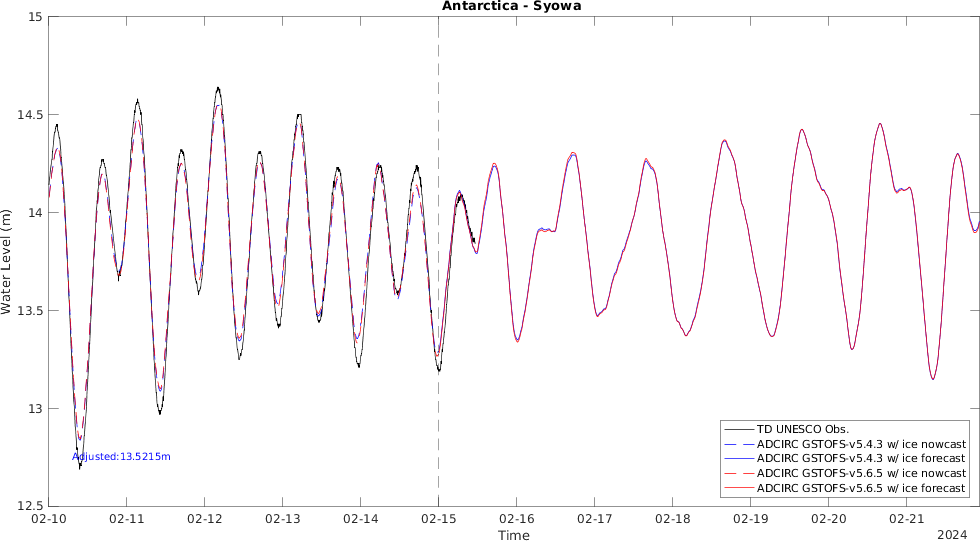 Antarctica - Syowa
15
14.5
14
13.5
13
12.5
Water Level (m)
Adjusted:13.5215m
TD UNESCO Obs.
ADCIRC GSTOFS-v5.4.3 w/ ice nowcast
ADCIRC GSTOFS-v5.4.3 w/ ice forecast
ADCIRC GSTOFS-v5.6.5 w/ ice nowcast
ADCIRC GSTOFS-v5.6.5 w/ ice forecast
02-10 02-11 02-12 02-13 02-14 02-15 02-16 02-17 02-18 02-19 02-20 02-21
Time
2024